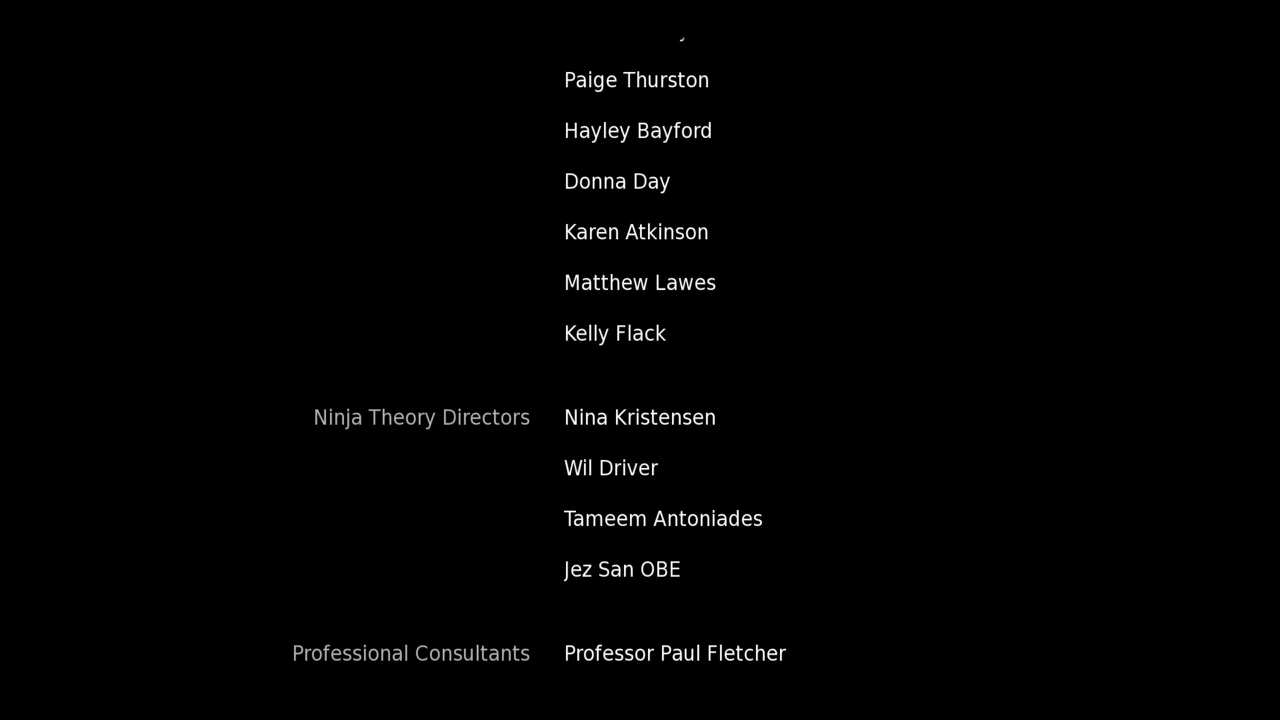 Paige Thurston
Hayley Bayford
Donna Day
Karen Atkinson
Matthew Lawes
Kelly Flack
Ninja Theory Directors Nina Kristensen
Wil Driver
Tameem Antoniades
Jez San OBE
Professional Consultants Professor Paul Fletcher